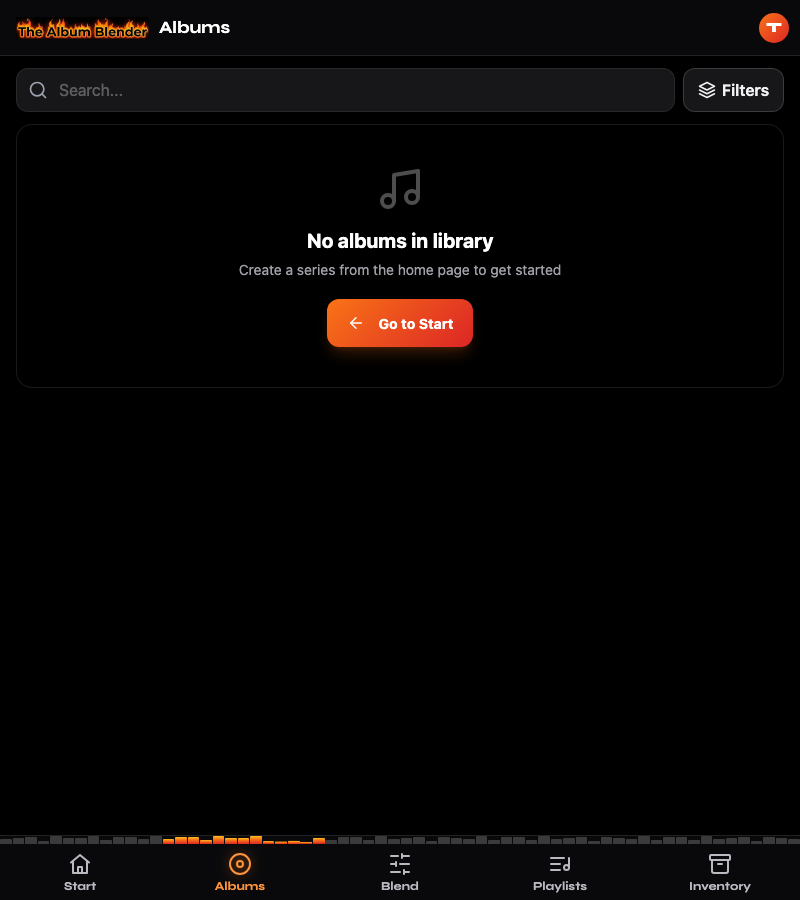 The Album Blender
Albums
T
Search...
Filters
No albums in library
Create a series from the home page to get started
Go to Start
Start
Albums
Blend
Playlists
Inventory